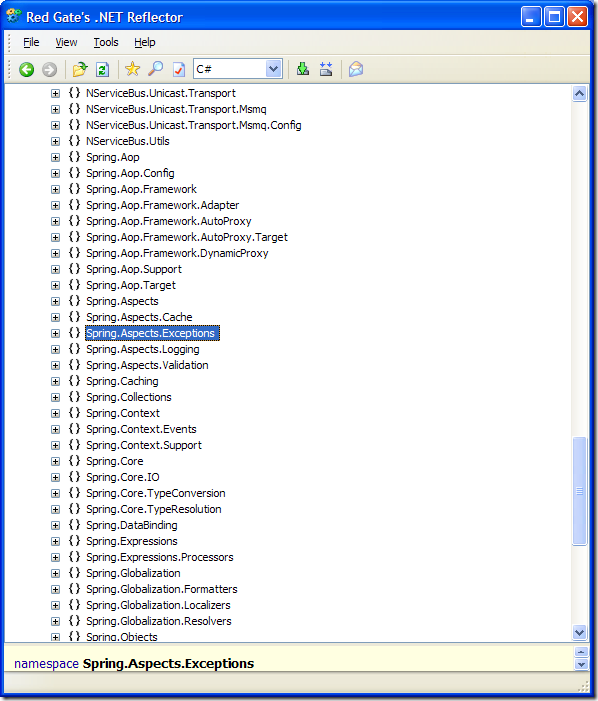 Red Gate's .NET Reflector
File View Tools Help
C#
NServiceBus.Unicast.Transport
NServiceBus.Unicast.Transport.Msmq
NServiceBus.Unicast.Transport.Msmq.Config
NServiceBus.Utils
Spring.Aop
Spring.Aop.Config
Spring.Aop.Framework
Spring.Aop.Framework.Adapter
Spring.Aop.Framework.AutoProxy
Spring.Aop.Framework.AutoProxy.Target
Spring.Aop.Framework.DynamicProxy
Spring.Aop.Support
Spring.Aop.Target
Spring.Aspects
Spring.Aspects.Cache
Spring.Aspects.Exceptions
Spring.Aspects.Logging
Spring.Aspects.Validation
Spring.Caching
Spring.Collections
Spring.Context
Spring.Context.Events
Spring.Context.Support
Spring.Core
Spring.Core.IO
Spring.Core.TypeConversion
Spring.Core.TypeResolution
Spring.DataBinding
Spring.Expressions
Spring.Expressions.Processors
Spring.Globalization
Spring.Globalization.Formatters
Spring.Globalization.Localizers
Spring.Globalization.Resolvers
Spring.Objects
namespace Spring.Aspects.Exceptions